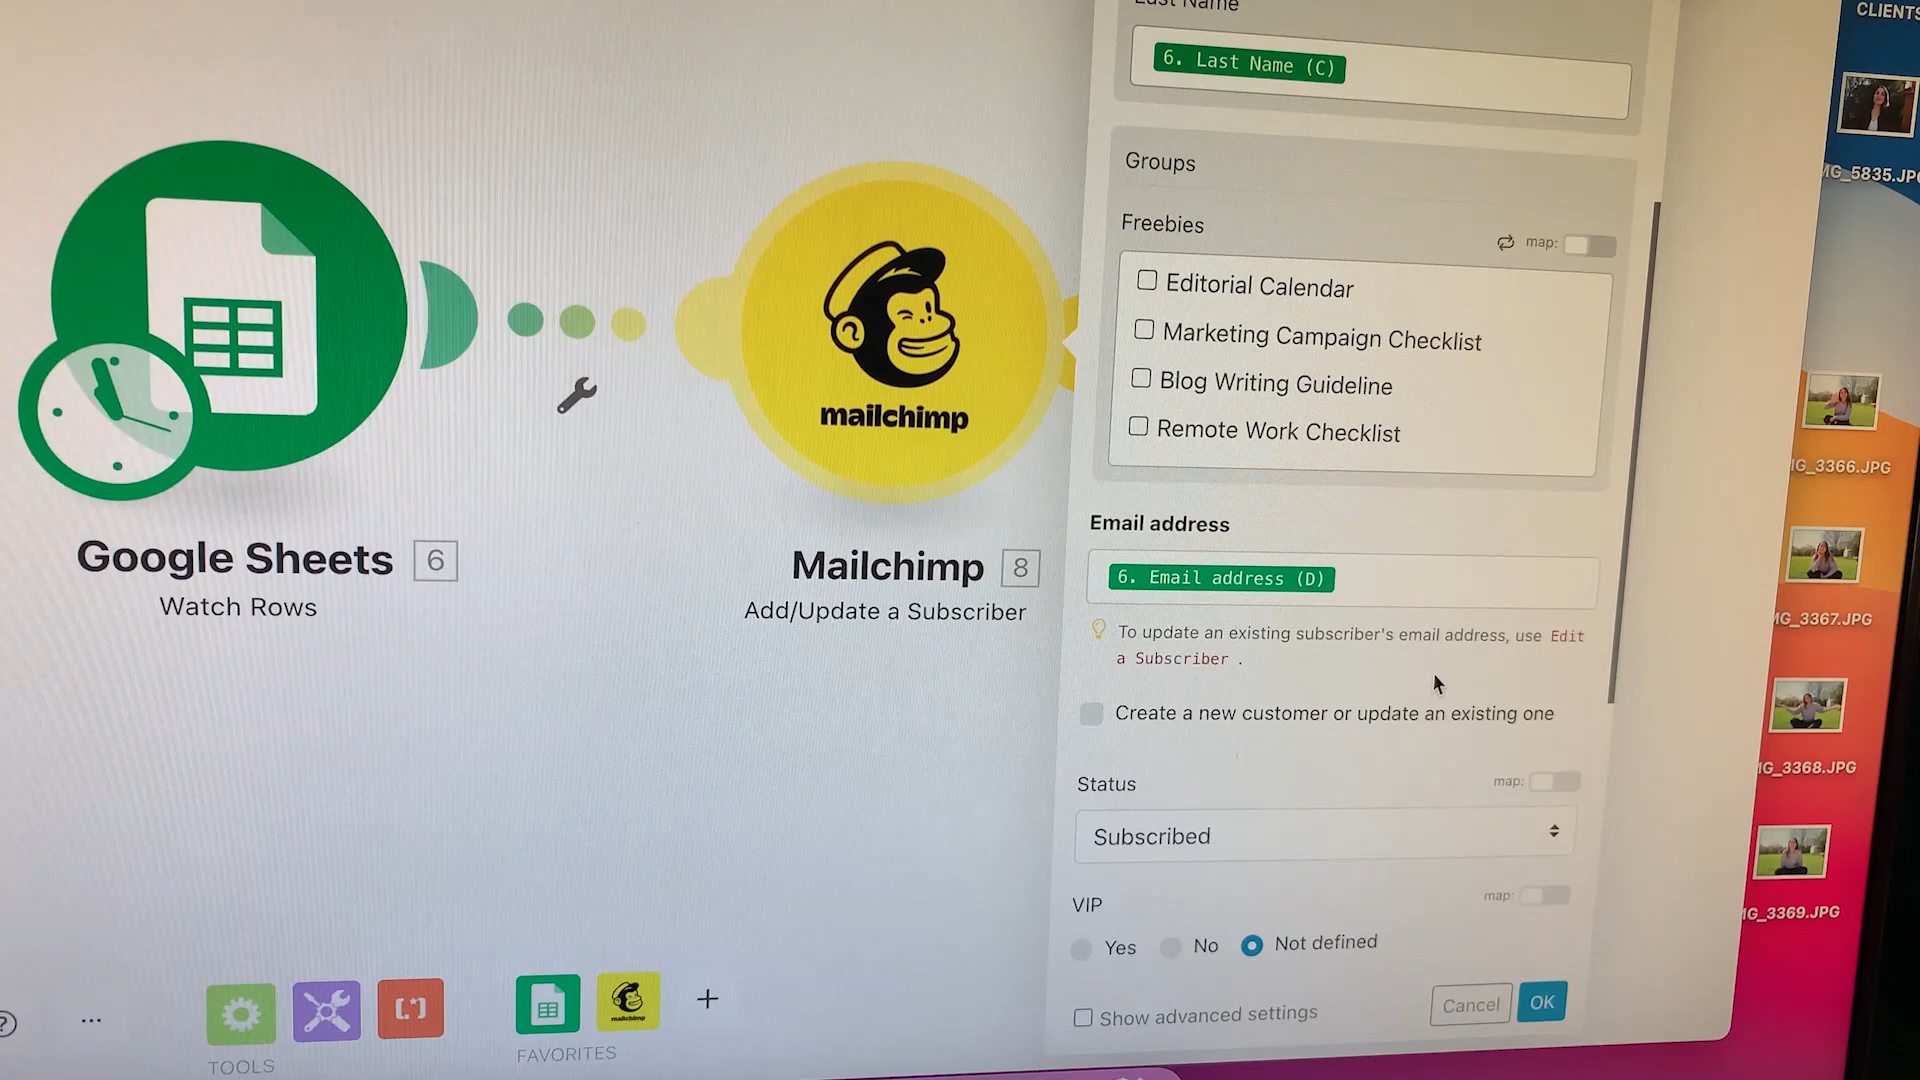 Last Name
6. Last Name (C)
Groups
Freebies
map:
Editorial Calendar
Marketing Campaign Checklist
Blog Writing Guideline
Remote Work Checklist
Email address
6. Email address (D)
To update an existing subscriber's email address, use Edit
a Subscriber .
Create a new customer or update an existing one
Status
map:
Subscribed
VIP
map:
Yes
No
Not defined
Show advanced settings
Cancel
OK
mailchimp
Google Sheets
6
Watch Rows
Mailchimp
8
Add/Update a Subscriber
?
...
[.*]
mailchimp
+
TOOLS
FAVORITES
CLIENTS
MG_5835.JPG
IG_3366.JPG
MG_3367.JPG
IG_3368.JPG
IG_3369.JPG